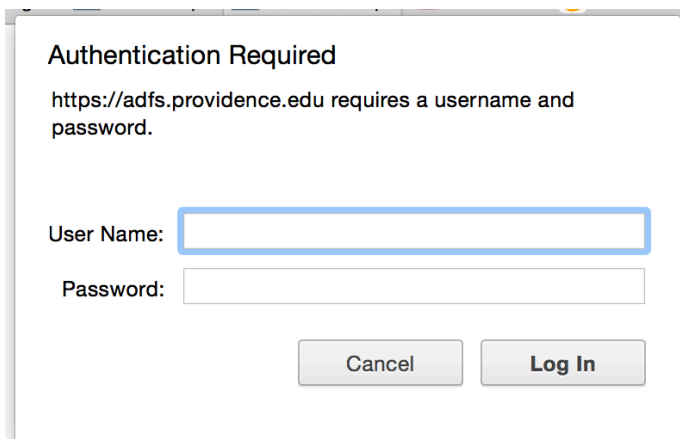 Authentication Required
https://adfs.providence.edu requires a username and
password.
User Name:
Password:
Cancel
Log In